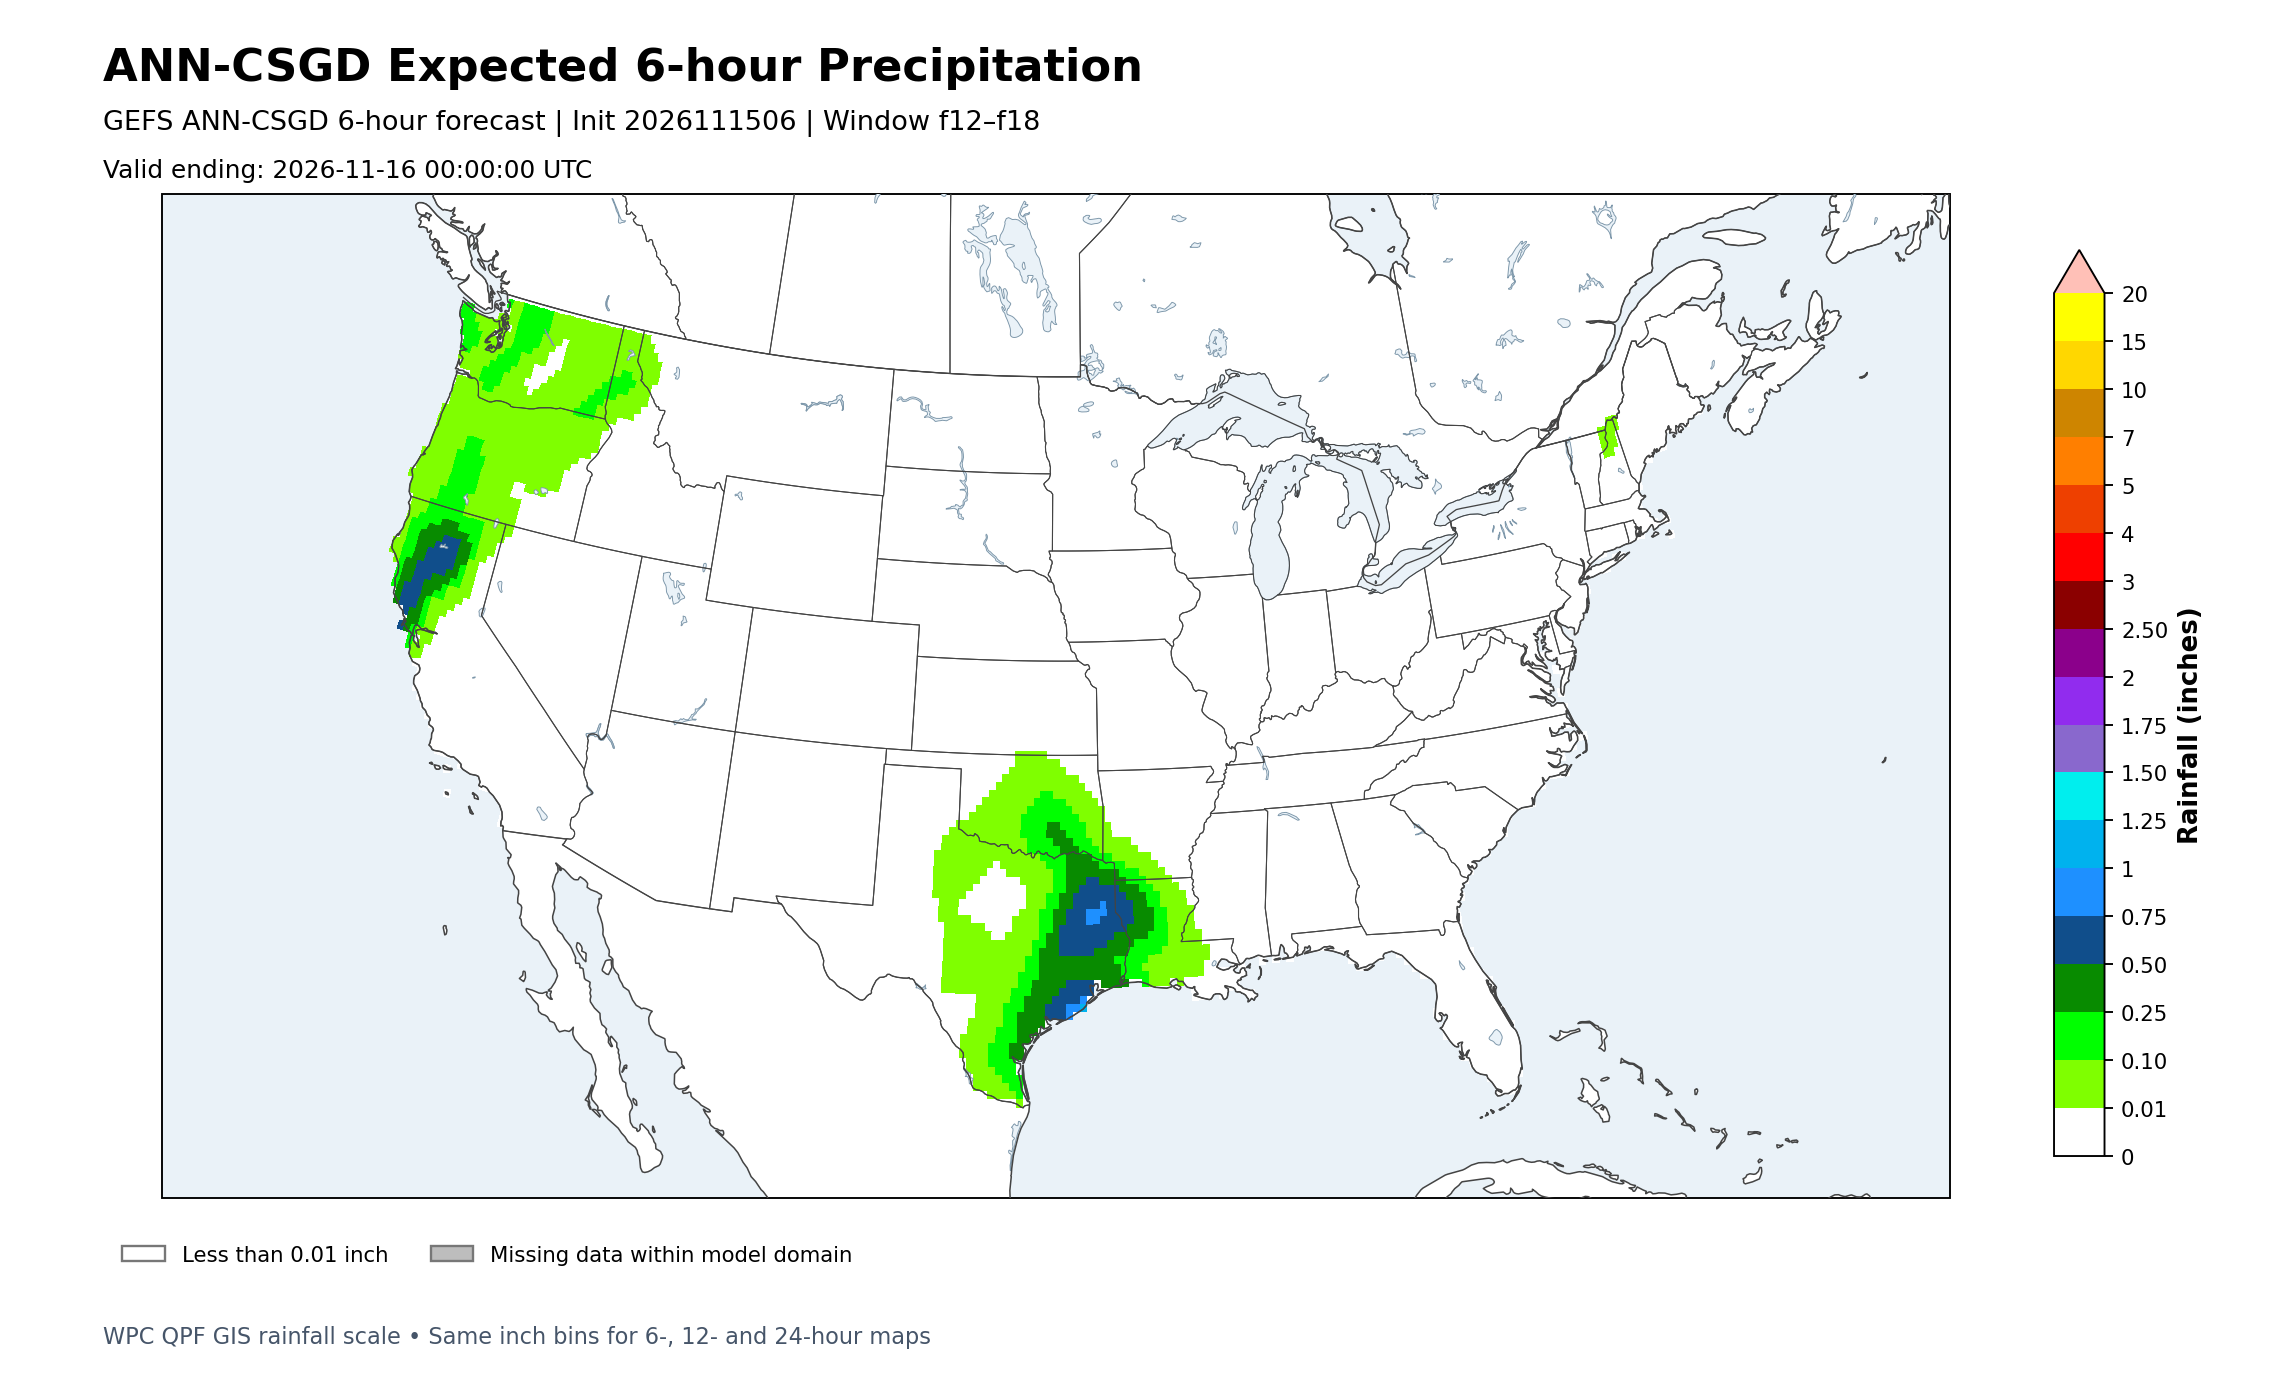 ANN-CSGD Expected 6-hour Precipitation
GEFS ANN-CSGD 6-hour forecast | Init 2026111506 | Window f12–f18
Valid ending: 2026-11-16 00:00:00 UTC
20
15
10
7
5
4
3
2.50
2
1.75
1.50
1.25
1
0.75
0.50
0.25
0.10
0.01
0
Rainfall (inches)
Less than 0.01 inch
Missing data within model domain
WPC QPF GIS rainfall scale • Same inch bins for 6-, 12- and 24-hour maps